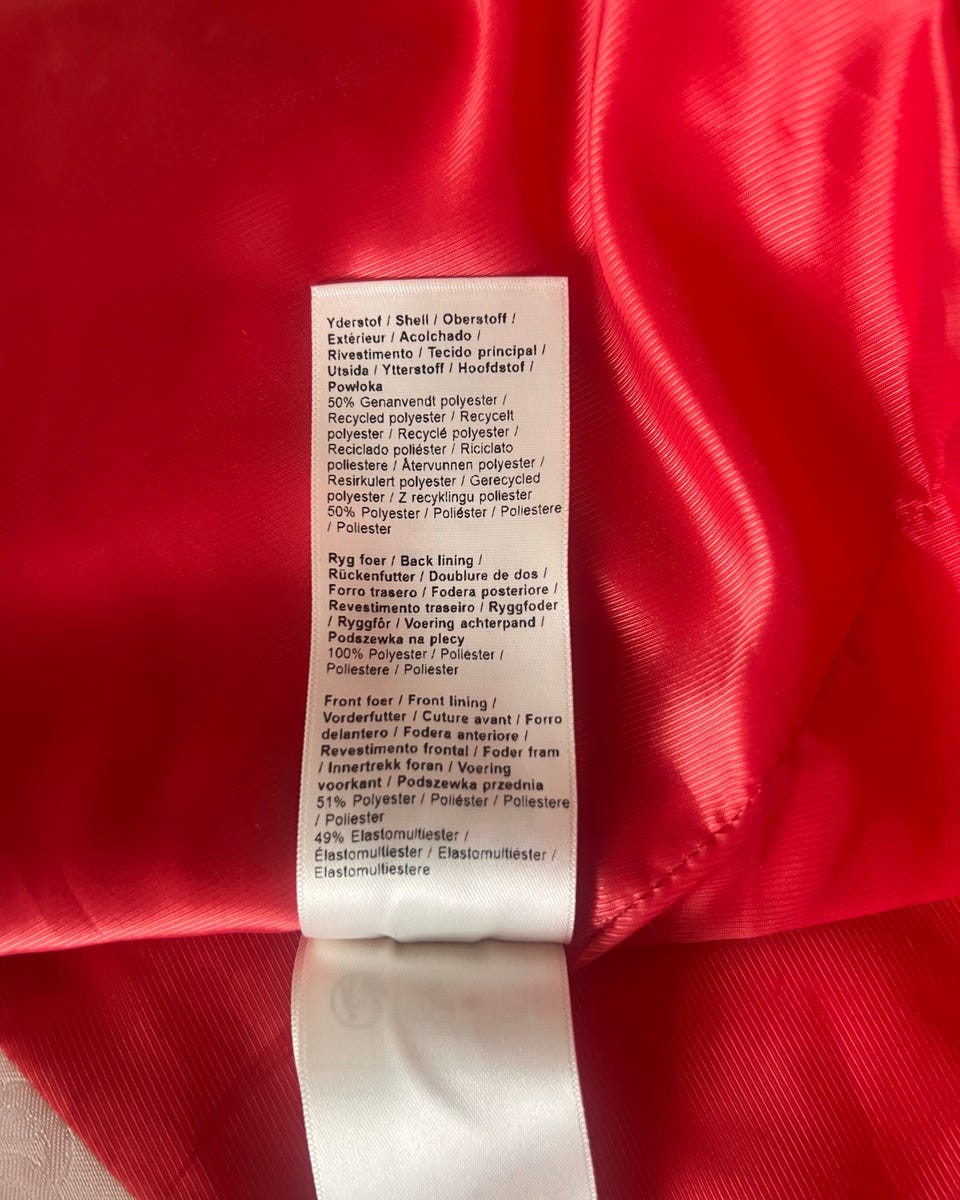 Yderstof / Shell / Oberstoff /
Extérieur / Acolchado /
Rivestimento / Tecido principal /
Utsida / Ytterstoff / Hoofdstof /
Powłoka
50% Genanvendt polyester /
Recycled polyester / Recycelt
polyester / Recyclé polyester /
Reciclado poliéster / Riciclato
poliestere / Återvunnen polyester /
Resirkulert polyester / Gerecycled
polyester / Z recyklingu poliester
50% Polyester / Poliéster / Poliestere
/ Poliester
Ryg foer / Back lining /
Rückenfutter / Doublure de dos /
Forro trasero / Fodera posteriore /
Revestimento traseiro / Ryggfoder
/ Ryggfôr / Voering achterpand /
Podszewka na plecy
100% Polyester / Poliester /
Poliestere / Poliester
Front foer / Front lining /
Vorderfutter / Cuture avant / Forro
delantero / Fodera anteriore /
Revestimento frontal / Foder fram
/ Innertrekk foran / Voering
voorkant / Podszewka przednia
51% Polyester / Poliéster / Poliestere
/ Poliester
49% Elastomultiester /
Élastomultiester / Elastomultiéster /
Elastomultiestere